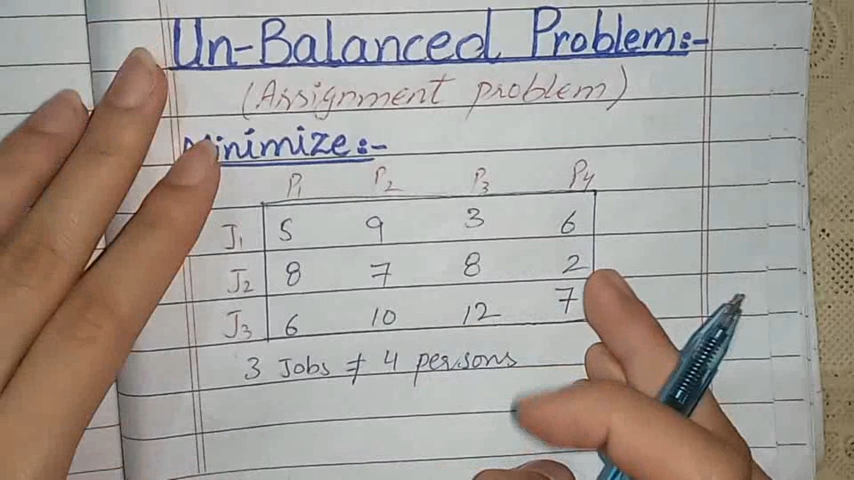 Un-Balanced Problem:-
(Assignment problem)
Minimize:-
P1 P2 P3 P4
J1 5 9 3 6
J2 8 7 8 2
J3 6 10 12 7
3 Jobs ≠ 4 persons